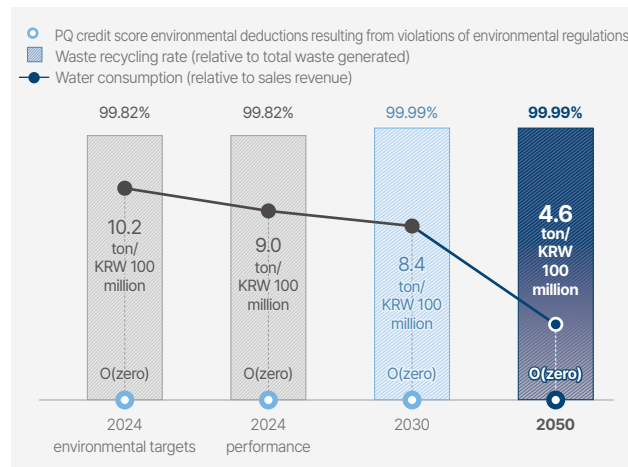 PQ credit score environmental deductions resulting from violations of environmental regulations
Waste recycling rate (relative to total waste generated)
Water consumption (relative to sales revenue)
99.82%
99.82%
99.99%
99.99%
10.2
ton/
KRW 100
million
9.0
ton/
KRW 100
million
8.4
ton/
KRW 100
million
4.6
ton/
KRW
100
million
O(zero)
O(zero)
O(zero)
O(zero)
2024
environmental targets
2024
performance
2030
2050